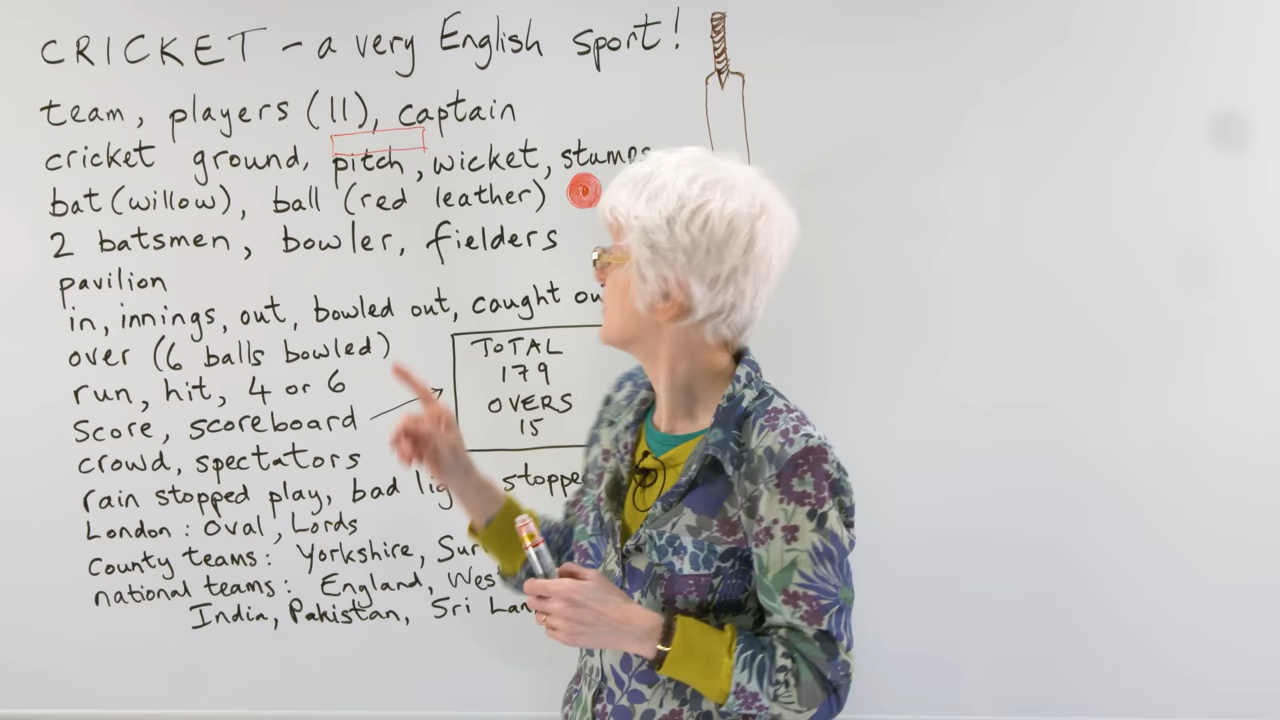 CRICKET - a very English sport!
team, players (11), captain
cricket ground, pitch, wicket, stumps
bat (willow), ball (red leather)
2 batsmen, bowler, fielders
pavilion
in, innings, out, bowled out, caught
over (6 balls bowled)
run, hit, 4 or 6
score, scoreboard
TOTAL
179
OVERS
15
crowd, spectators
rain stopped play, bad stopped
London: Oval, Lords
County teams: Yorkshire,
national teams: England, West
India, Pakistan, Sri